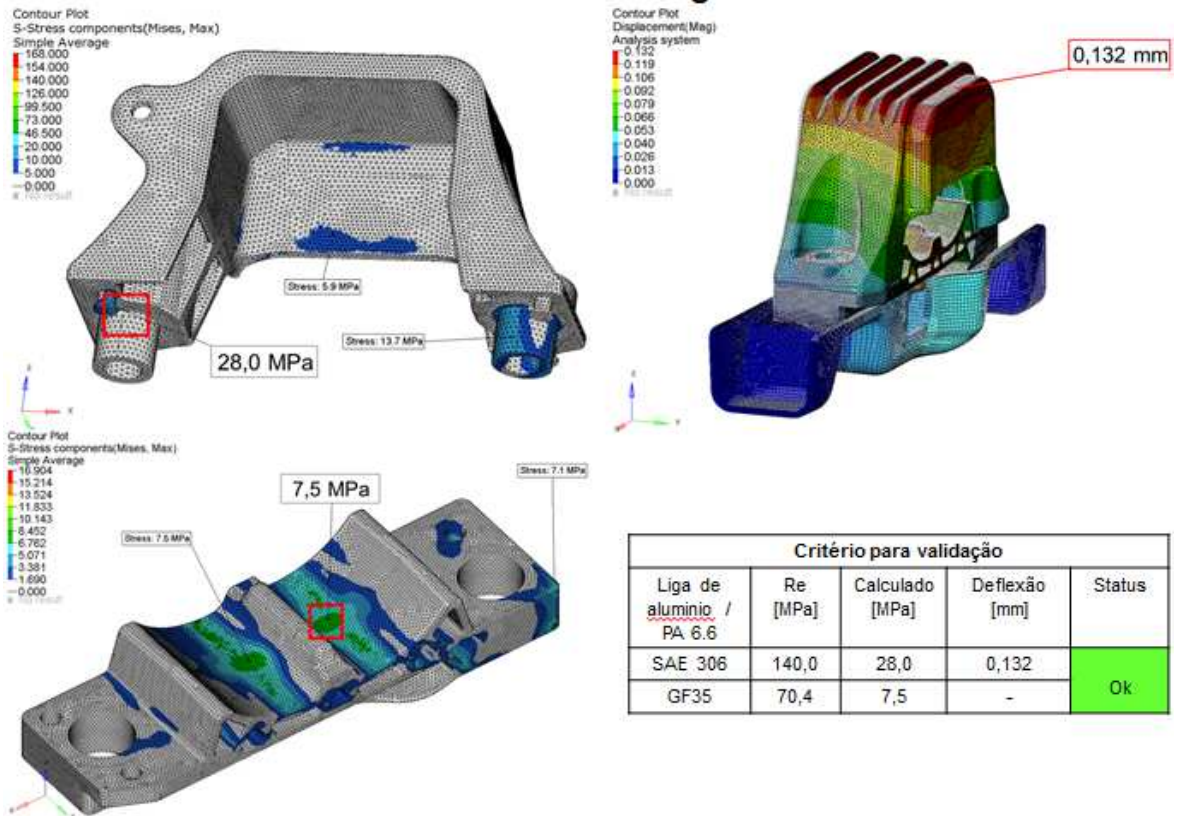 Contour Plot
S-Stress components(Mises, Max)
Simple Average
168.000
154.000
140.000
126.000
99.500
73.000
46.500
20.000
10.000
5.000
0.000
No result
Stress: 5.9 MPa
28,0 MPa
Stress: 13.7 MPa
Z
X
Contour Plot
Displacement(Mag)
Analysis system
0.132
0.119
0.106
0.092
0.079
0.066
0.053
0.040
0.026
0.013
0.000
No result
0,132 mm
Z
Y
Contour Plot
S-Stress components(Mises, Max)
Simple Average
16.904
15.214
13.524
11.833
10.143
8.452
6.762
5.071
3.381
1.690
0.000
No result
7,5 MPa
Stress: 7.1 MPa
Critério para validação
Liga de aluminio / PA 6.6
Re [MPa]
Calculado [MPa]
Deflexão [mm]
Status
SAE 306
140,0
28,0
0,132
Ok
GF35
70,4
7,5
-